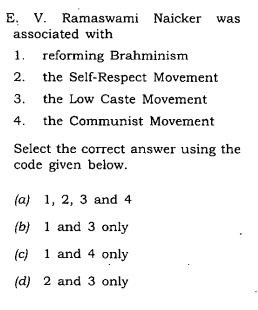 E. V. Ramaswami Naicker was
associated with
1. reforming Brahminism
2. the Self-Respect Movement
3. the Low Caste Movement
4. the Communist Movement
Select the correct answer using the
code given below.
(a) 1, 2, 3 and 4
(b) 1 and 3 only
(c) 1 and 4 only
(d) 2 and 3 only